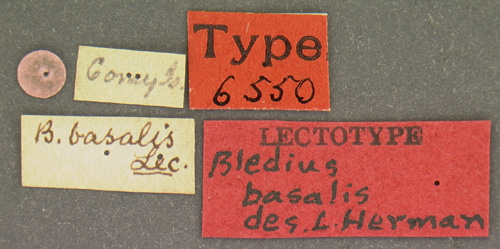 Type
6550
B. basalis
Lec.
LECTOTYPE
Bledius
basalis
des. L. Herman